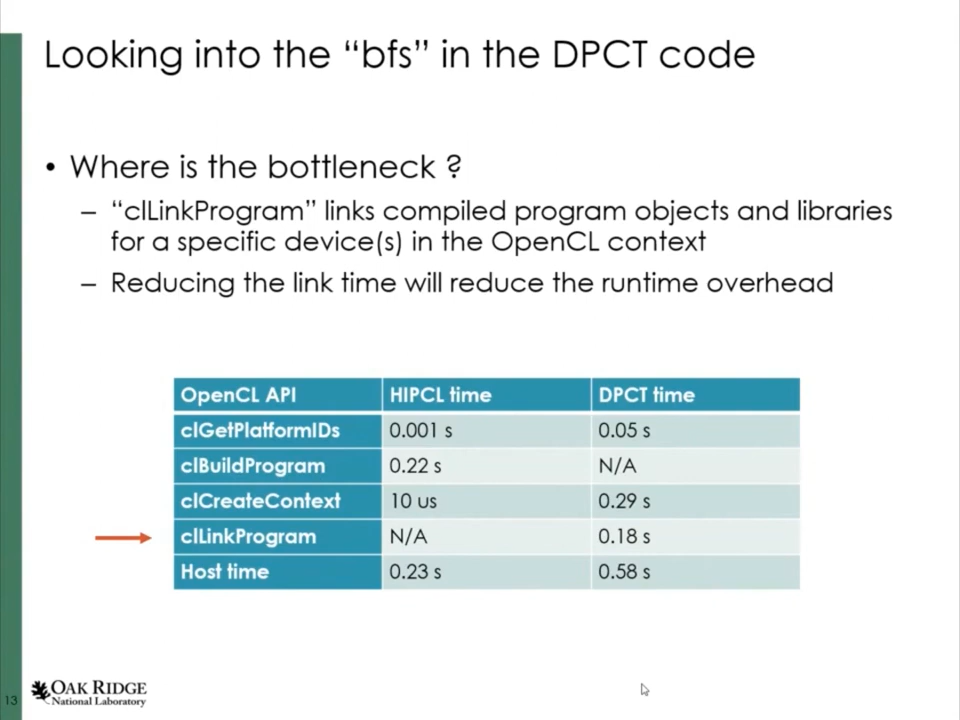 Looking into the “bfs” in the DPCT code
• Where is the bottleneck ?
– “clLinkProgram” links compiled program objects and libraries
for a specific device(s) in the OpenCL context
– Reducing the link time will reduce the runtime overhead
OpenCL API HIPCL time DPCT time
clGetPlatformIDs 0.001 s 0.05 s
clBuildProgram 0.22 s N/A
clCreateContext 10 us 0.29 s
clLinkProgram N/A 0.18 s
Host time 0.23 s 0.58 s
13
OAK RIDGE
National Laboratory